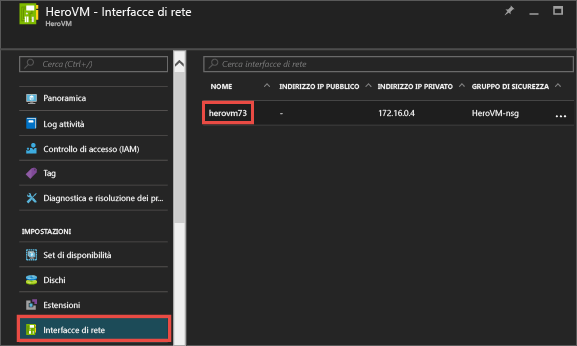 HeroVM - Interfacce di rete
HeroVM
Cerca (Ctrl+/)
Panoramica
Log attività
Controllo di accesso (IAM)
Tag
Diagnostica e risoluzione dei pr...
IMPOSTAZIONI
Set di disponibilità
Dischi
Estensioni
Interfacce di rete
Cerca interfacce di rete
NOME INDIRIZZO IP PUBBLICO INDIRIZZO IP PRIVATO GRUPPO DI SICUREZZA
herovm73 - 172.16.0.4 HeroVM-nsg ...